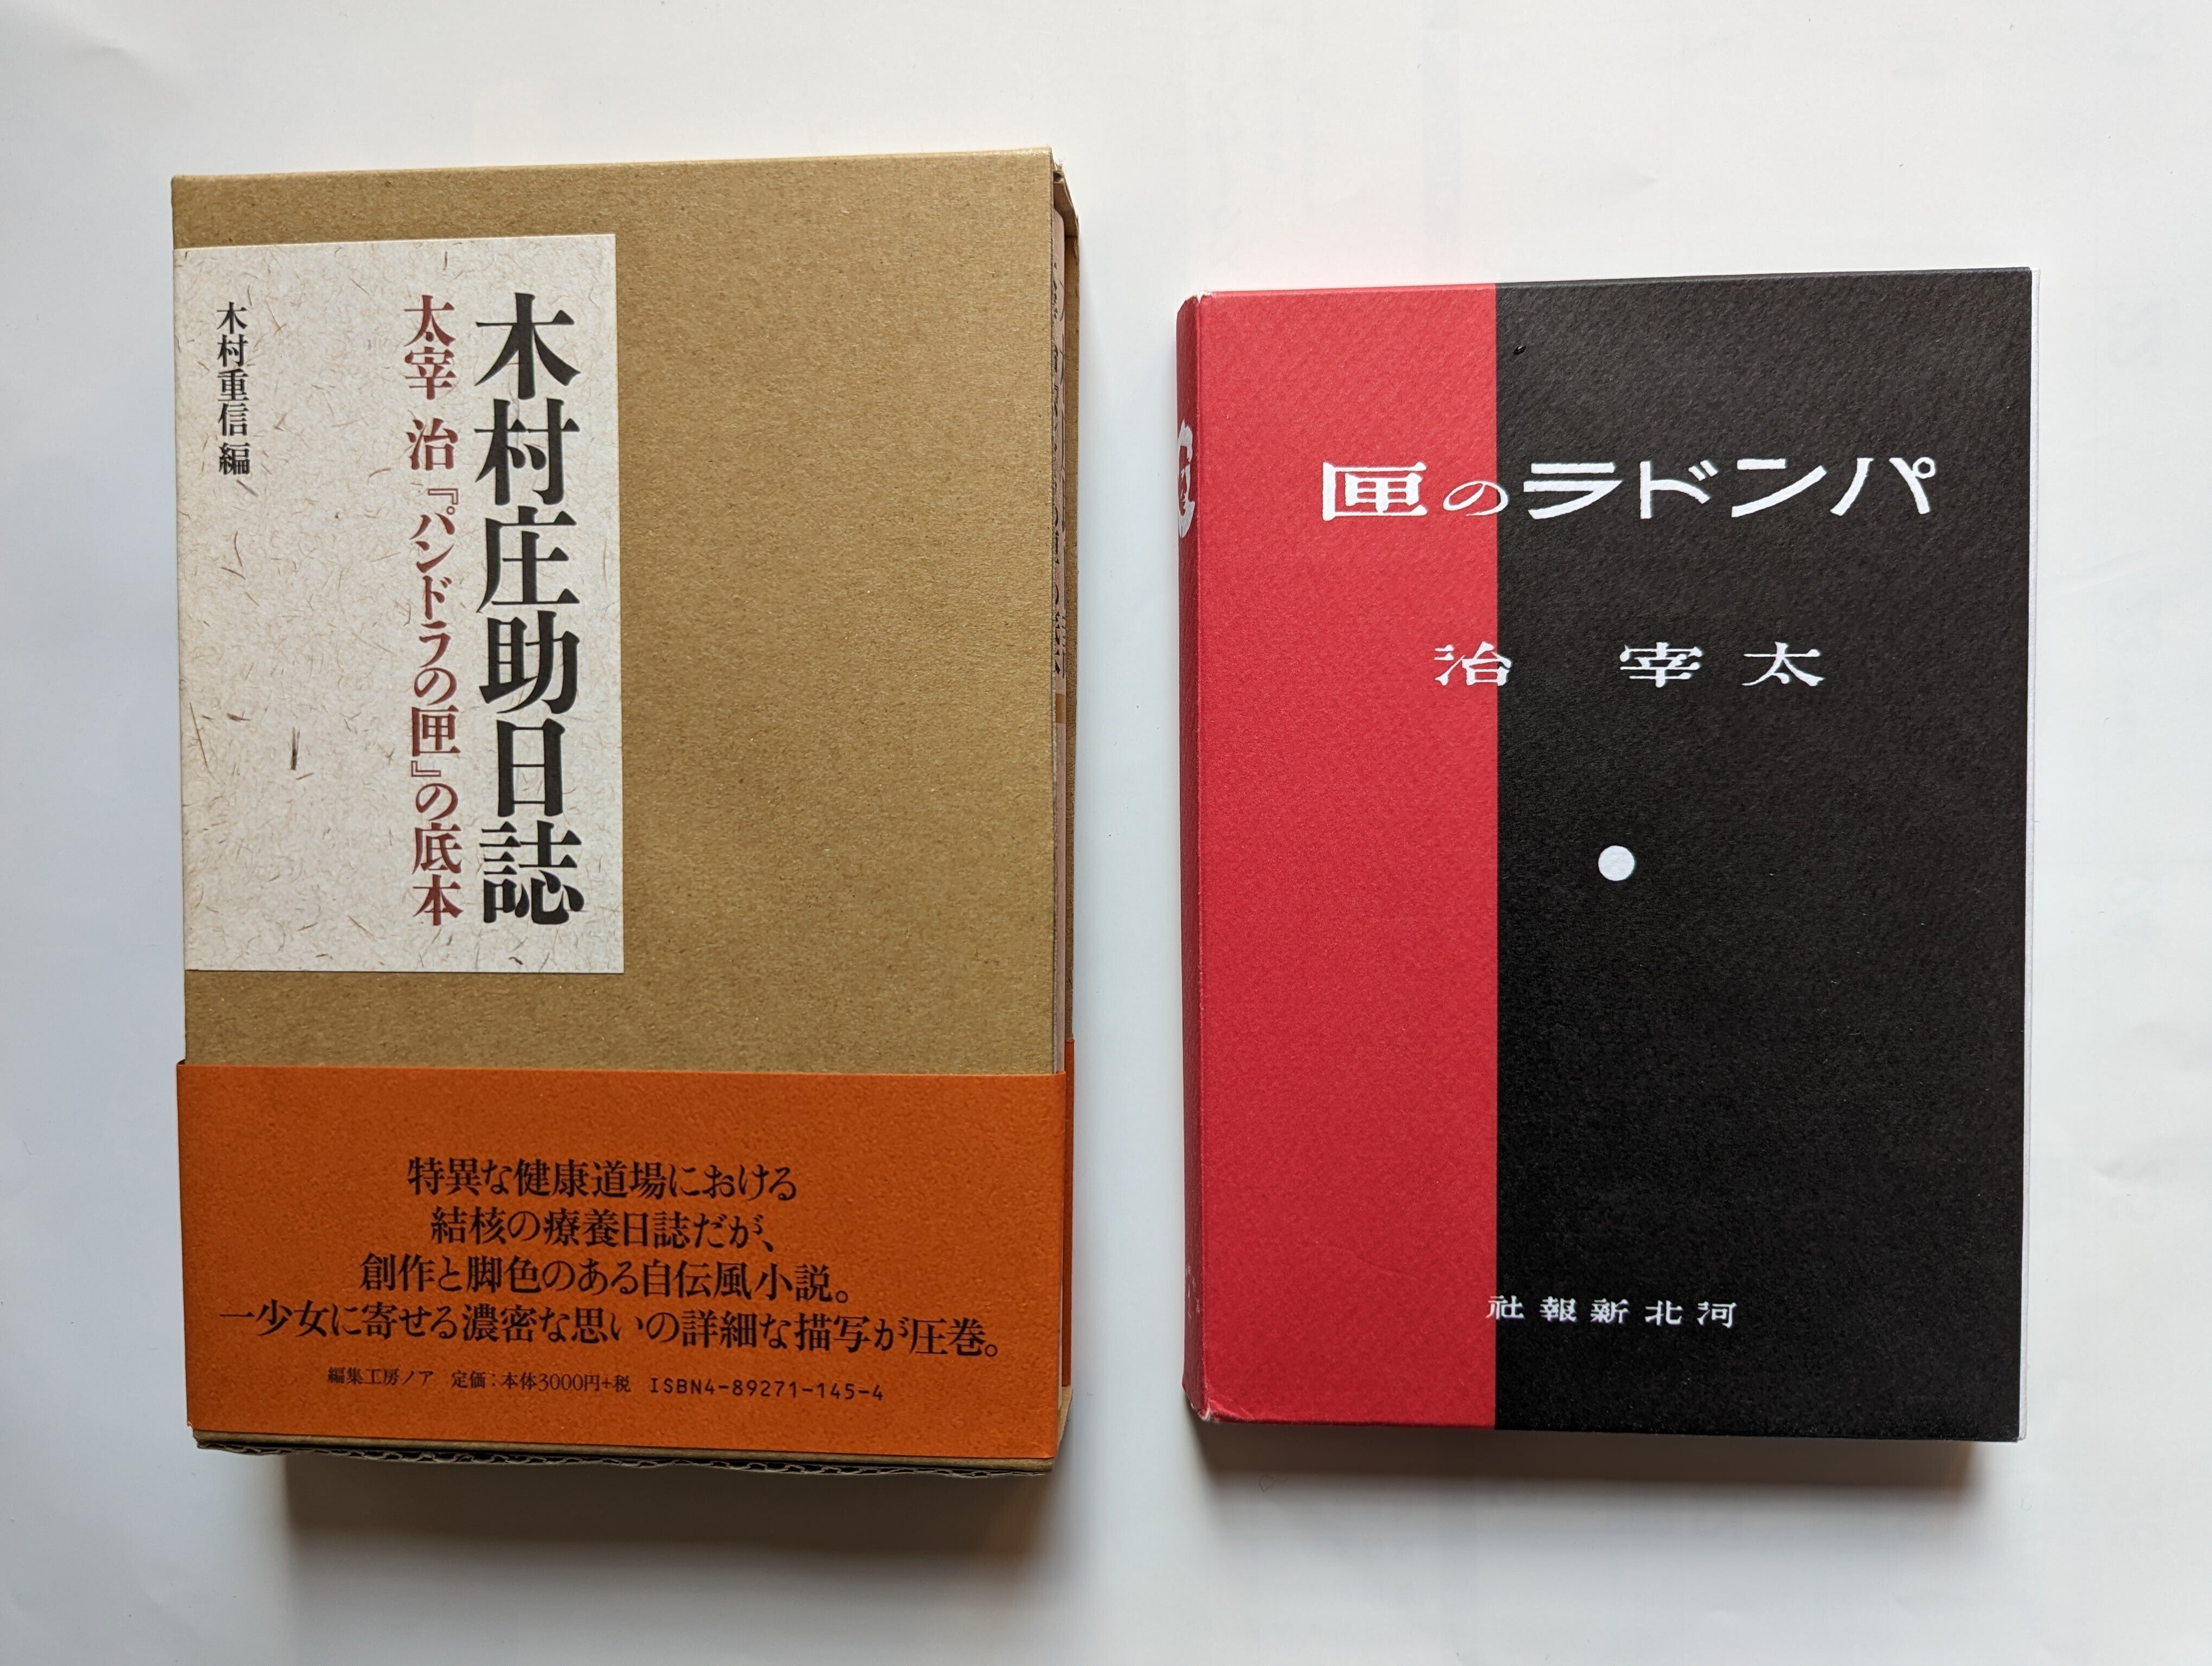 木村庄助日誌
太宰 治『パンドラの匣』の底本
木村重信 編
特異な健康道場における
結核の療養日誌だが、
創作と脚色のある自伝風小説。
一少女に寄せる濃密な思いの詳細な描写が圧巻。
編集工房ノア 定価:本体3000円+税 ISBN4-89271-145-4
パンドラの匣
太宰 治
河北新報社